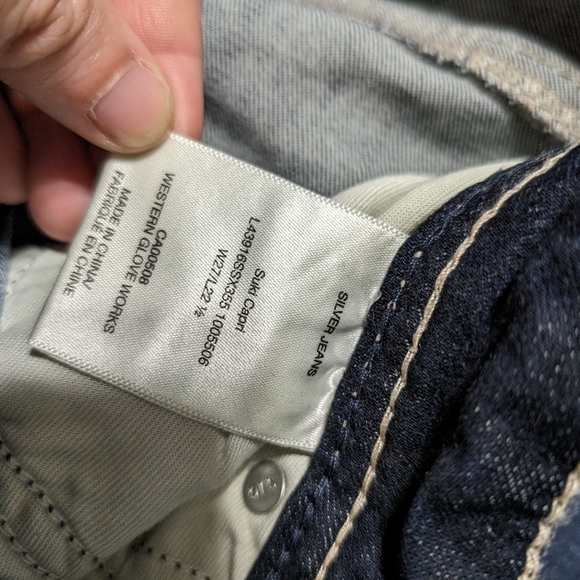 SILVER JEANS
Suki Capri
L43916SSX355 1005506
W27/L22 ½
WESTERN GLOVE WORKS
CA00508
MADE IN CHINA/
FABRIQUE EN CHINE